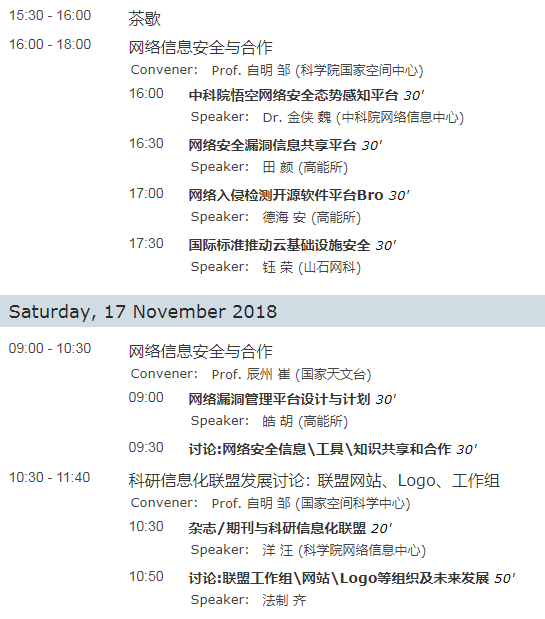 15:30 - 16:00 茶歇
16:00 - 18:00 网络信息安全与合作
Convener: Prof. 自明 邹 (科学院国家空间中心)
16:00 中科院悟空网络安全态势感知平台 30'
Speaker: Dr. 金侠 魏 (中科院网络信息中心)
16:30 网络安全漏洞信息共享平台 30'
Speaker: 田 颜 (高能所)
17:00 网络入侵检测开源软件平台Bro 30'
Speaker: 德海 安 (高能所)
17:30 国际标准推动云基础设施安全 30'
Speaker: 钰 荣 (山石网科)
Saturday, 17 November 2018
09:00 - 10:30 网络信息安全与合作
Convener: Prof. 辰州 崔 (国家天文台)
09:00 网络漏洞管理平台设计与计划 30'
Speaker: 皓 胡 (高能所)
09:30 讨论:网络安全信息\工具\知识共享和合作 30'
10:30 - 11:40 科研信息化联盟发展讨论: 联盟网站、Logo、工作组
Convener: Prof. 自明 邹 (国家空间科学中心)
10:30 杂志/期刊与科研信息化联盟 20'
Speaker: 洋 汪 (科学院网络信息中心)
10:50 讨论:联盟工作组\网站\Logo等组织及未来发展 50'
Speaker: 法制 齐